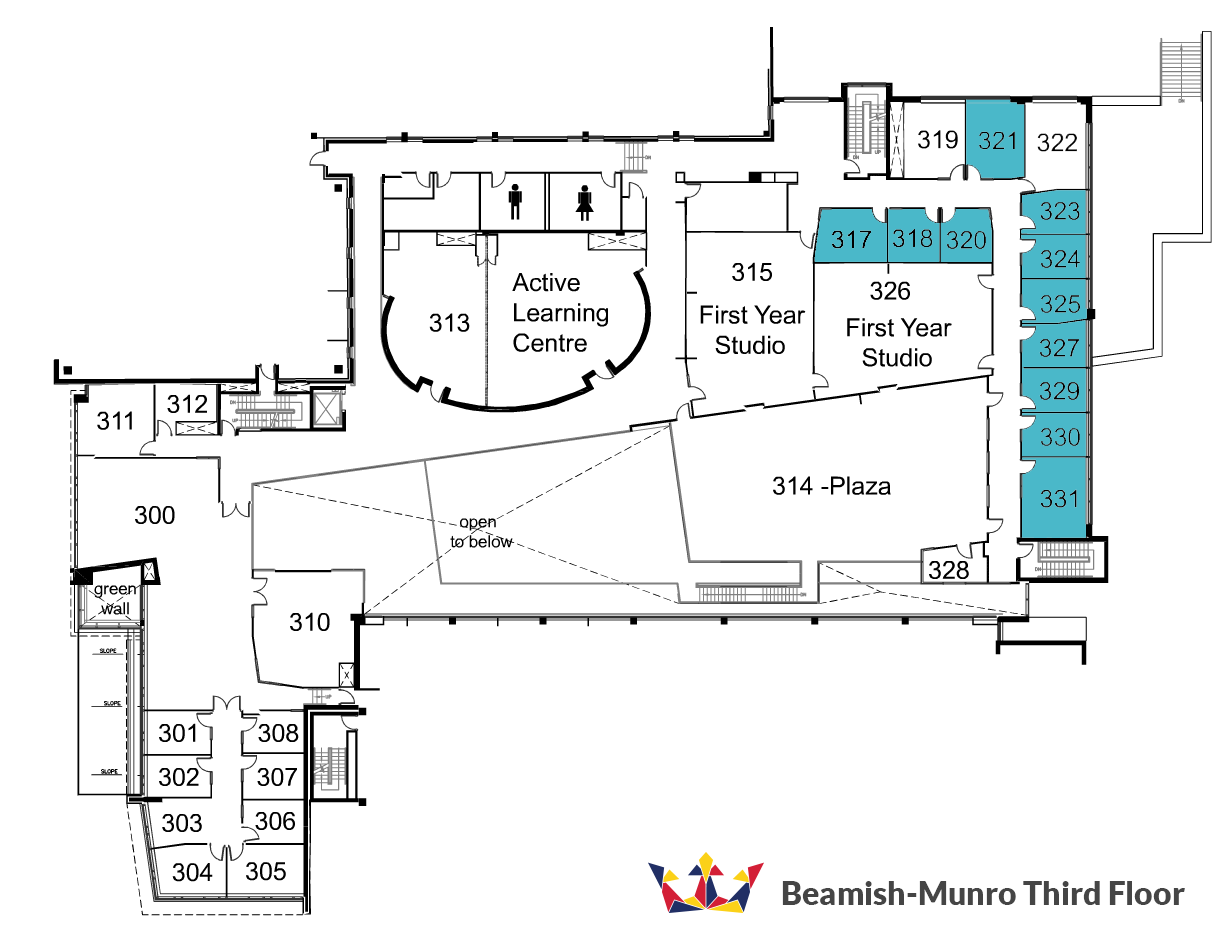 DN
DN
UP
319
321
322
DN
323
317
318
320
324
315
First Year
Studio
326
First Year
Studio
Active
Learning
Centre
313
325
327
329
330
331
311
312
DN
UP
314 -Plaza
300
open
to below
328
DN
DN
green
wall
310
SLOPE
SLOPE
SLOPE
UP
301
308
302
307
303
306
304
305
Beamish-Munro Third Floor